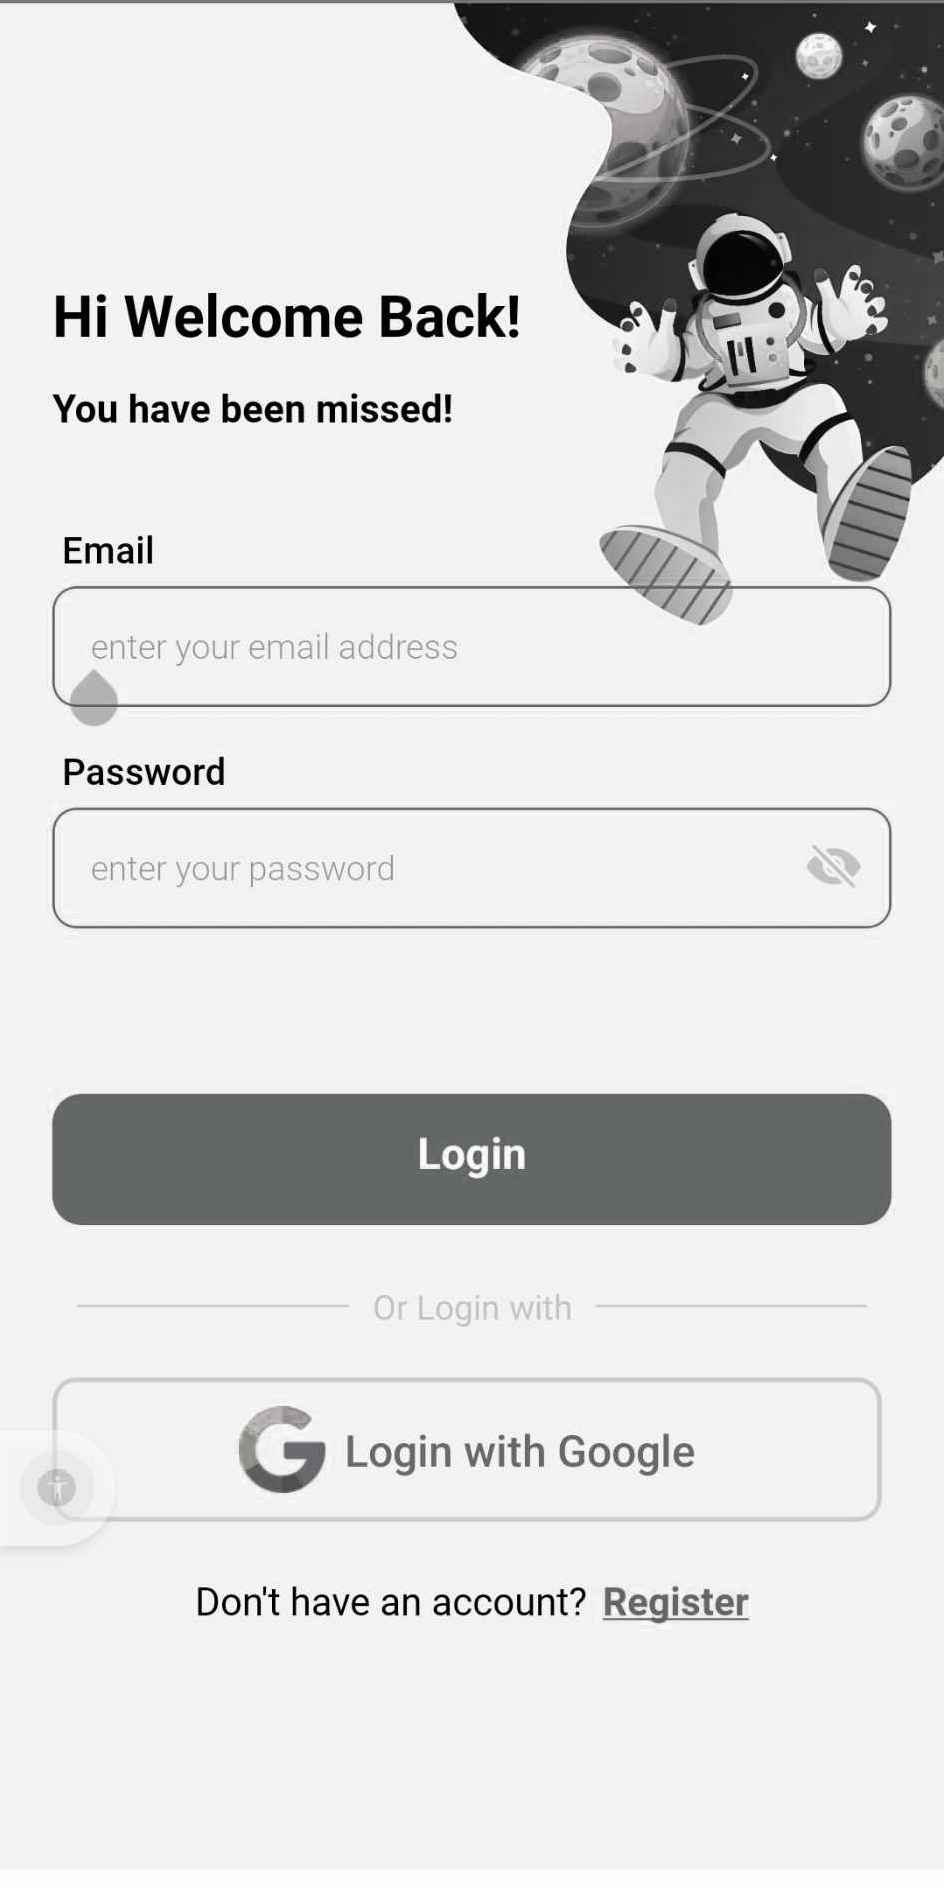 Hi Welcome Back!
You have been missed!
Email
enter your email address
Password
enter your password
Login
Or Login with
Login with Google
Don't have an account? Register